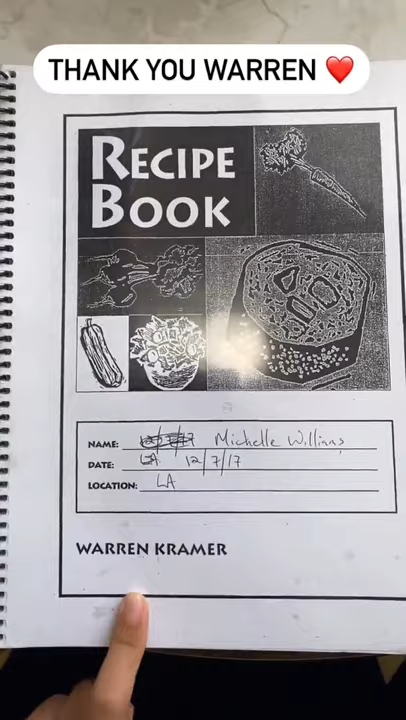 THANK YOU WARREN ❤️
RECIPE
BOOK
NAME: Michelle Williams
DATE: 12/7/17
LOCATION: LA
WARREN KRAMER